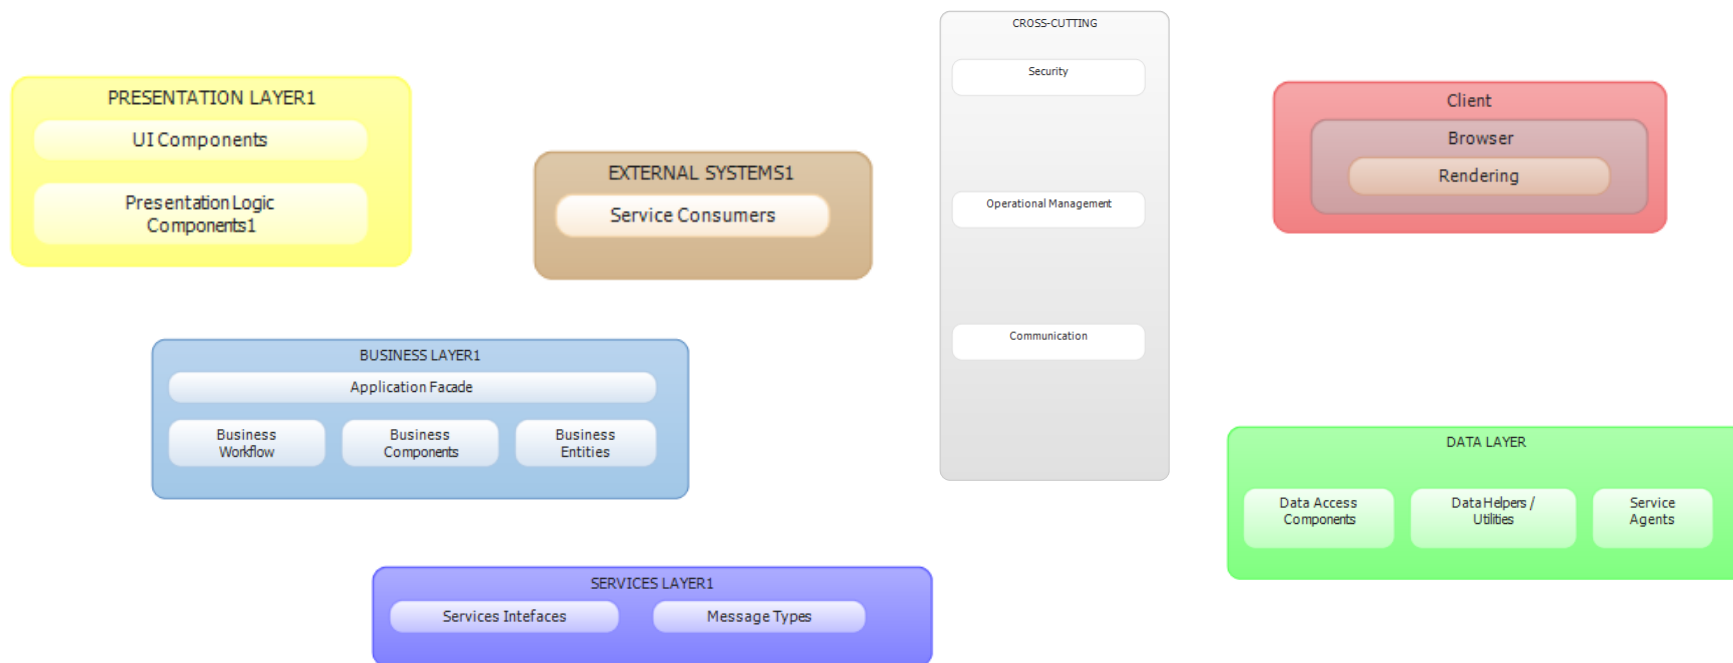 PRESENTATION LAYER1
UI Components
Presentation Logic
Components1
EXTERNAL SYSTEMS1
Service Consumers
CROSS-CUTTING
Security
Operational Management
Communication
Client
Browser
Rendering
BUSINESS LAYER1
Application Facade
Business
Workflow
Business
Components
Business
Entities
DATA LAYER
Data Access
Components
Data Helpers /
Utilities
Service
Agents
SERVICES LAYER1
Services Intefaces
Message Types